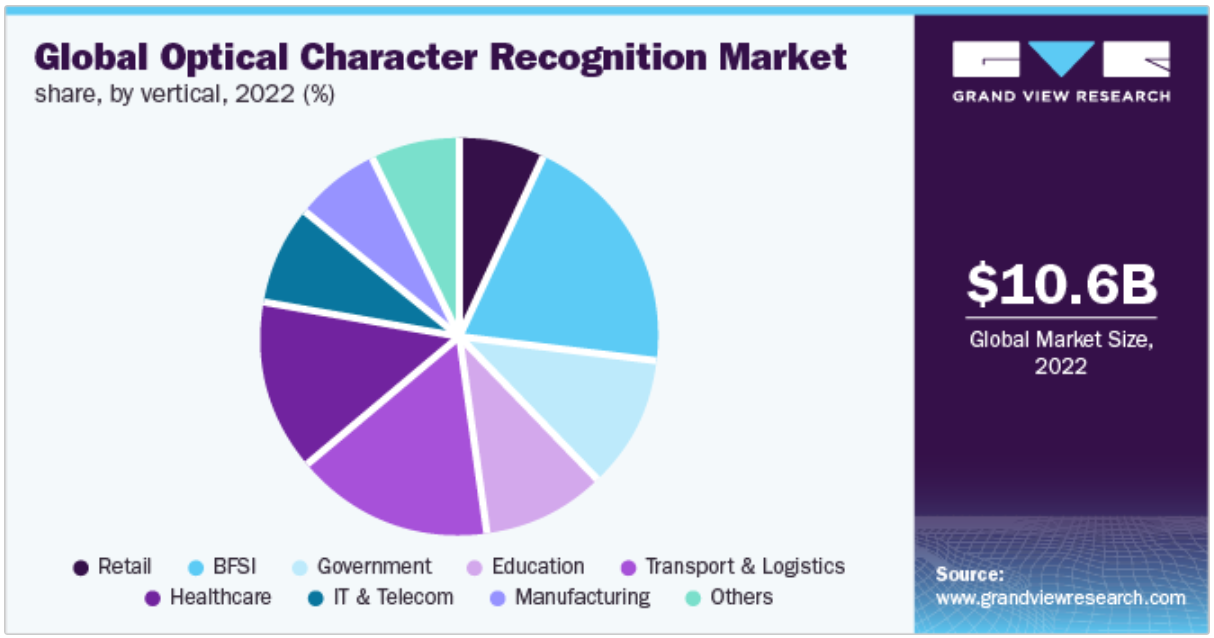 Global Optical Character Recognition Market
share, by vertical, 2022 (%)
GRAND VIEW RESEARCH
$10.6B
Global Market Size,
2022
Retail BFSI Government Education Transport & Logistics
Healthcare IT & Telecom Manufacturing Others
Source:
www.grandviewresearch.com